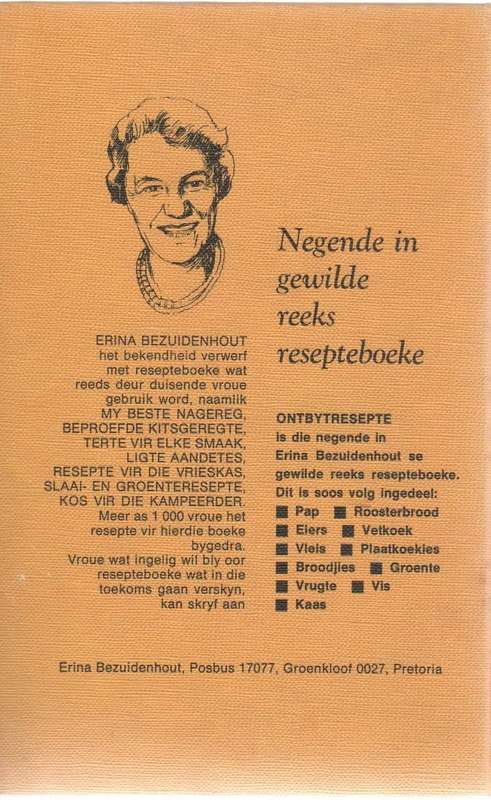 Negende in
gewilde
reeks
resepteboeke
ERINA BEZUIDENHOUT
het bekendheid verwerf
met resepteboeke wat
reeds deur duisende vroue
gebruik word, naamlik
MY BESTE NAGEREG,
BEPROEFDE KITSGEREGTE,
TERTE VIR ELKE SMAAK,
LIGTE AANDETES,
RESEPTE VIR DIE VRIESKAS,
SLAAI- EN GROENTERESEPTE,
KOS VIR DIE KAMPEERDER.
Meer as 1 000 vroue het
resepte vir hierdie boeke
bygedra.
Vroue wat ingelig wil bly oor
resepteboeke wat in die
toekoms gaan verskyn,
kan skryf aan
ONTBYTRESEPTE
is die negende in
Erina Bezuidenhout se
gewilde reeks resepteboeke.
Dit is soos volg ingedeel:
■ Pap ■ Roosterbrood
■ Eiers ■ Vetkoek
■ Vleis ■ Plaatkoekies
■ Broodjies ■ Groente
■ Vrugte ■ Vis
■ Kaas
Erina Bezuidenhout, Posbus 17077, Groenkloof 0027, Pretoria